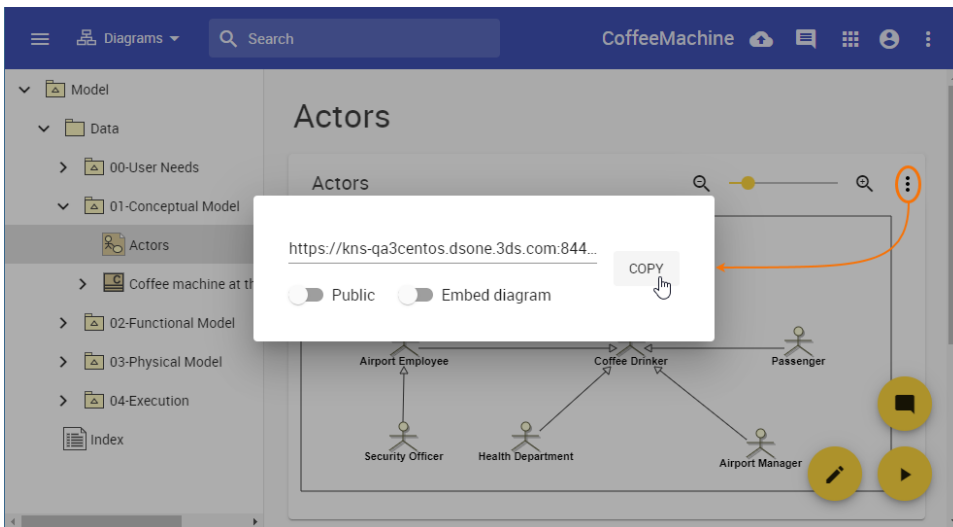 Diagrams
Search
CoffeeMachine
Model
Data
00-User Needs
01-Conceptual Model
Actors
Coffee machine at th
02-Functional Model
03-Physical Model
04-Execution
Index
Actors
Actors
https://kns-qa3centos.dsone.3ds.com:844...
COPY
Public
Embed diagram
Airport Employee
Coffee Drinker
Passenger
Security Officer
Health Department
Airport Manager